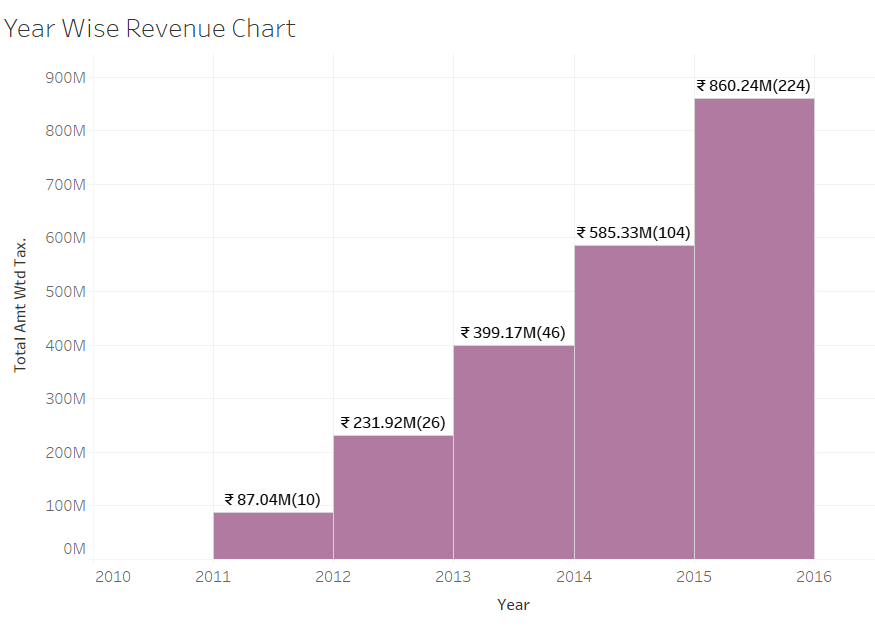 Year Wise Revenue Chart
900M
₹ 860.24M(224)
800M
700M
600M
₹ 585.33M(104)
500M
400M
₹ 399.17M(46)
300M
₹ 231.92M(26)
200M
100M
₹ 87.04M(10)
0M
Total Amt Wtd Tax.
2010 2011 2012 2013 2014 2015 2016
Year